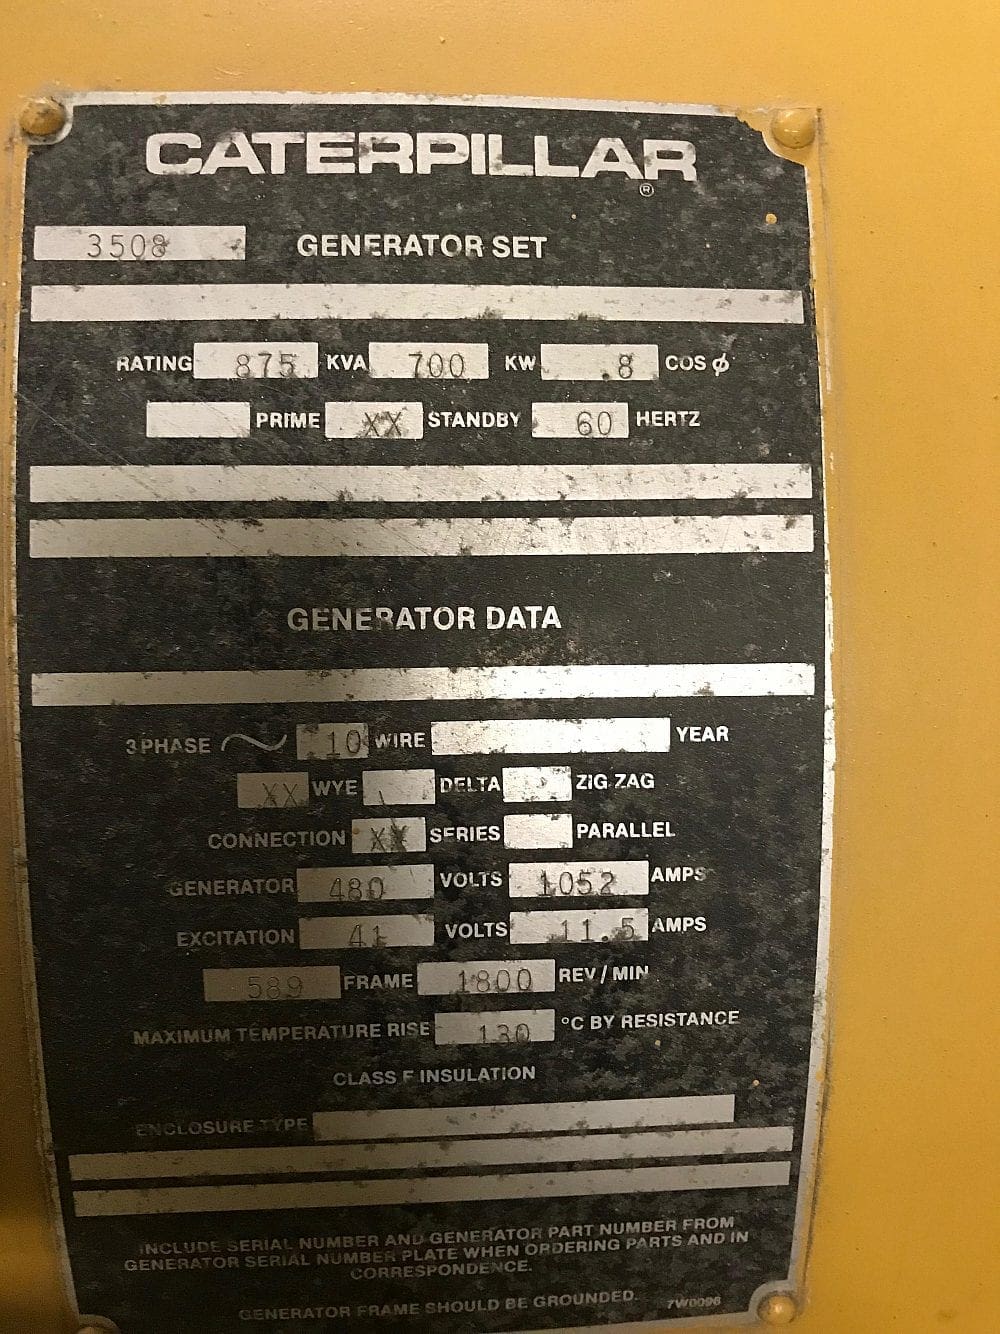 CATERPILLAR ®
3508 GENERATOR SET
RATING 875 KVA 700 KW .8 COS ϕ
PRIME XX STANDBY 60 HERTZ
GENERATOR DATA
3 PHASE 10 WIRE YEAR
XX WYE DELTA ZIG ZAG
CONNECTION XX SERIES PARALLEL
GENERATOR 480 VOLTS 1052 AMPS
EXCITATION 41 VOLTS 11.5 AMPS
589 FRAME 1800 REV / MIN
MAXIMUM TEMPERATURE RISE 130 °C BY RESISTANCE
CLASS F INSULATION
ENCLOSURE TYPE
INCLUDE SERIAL NUMBER AND GENERATOR PART NUMBER FROM
GENERATOR SERIAL NUMBER PLATE WHEN ORDERING PARTS AND IN
CORRESPONDENCE.
GENERATOR FRAME SHOULD BE GROUNDED. 7W0096